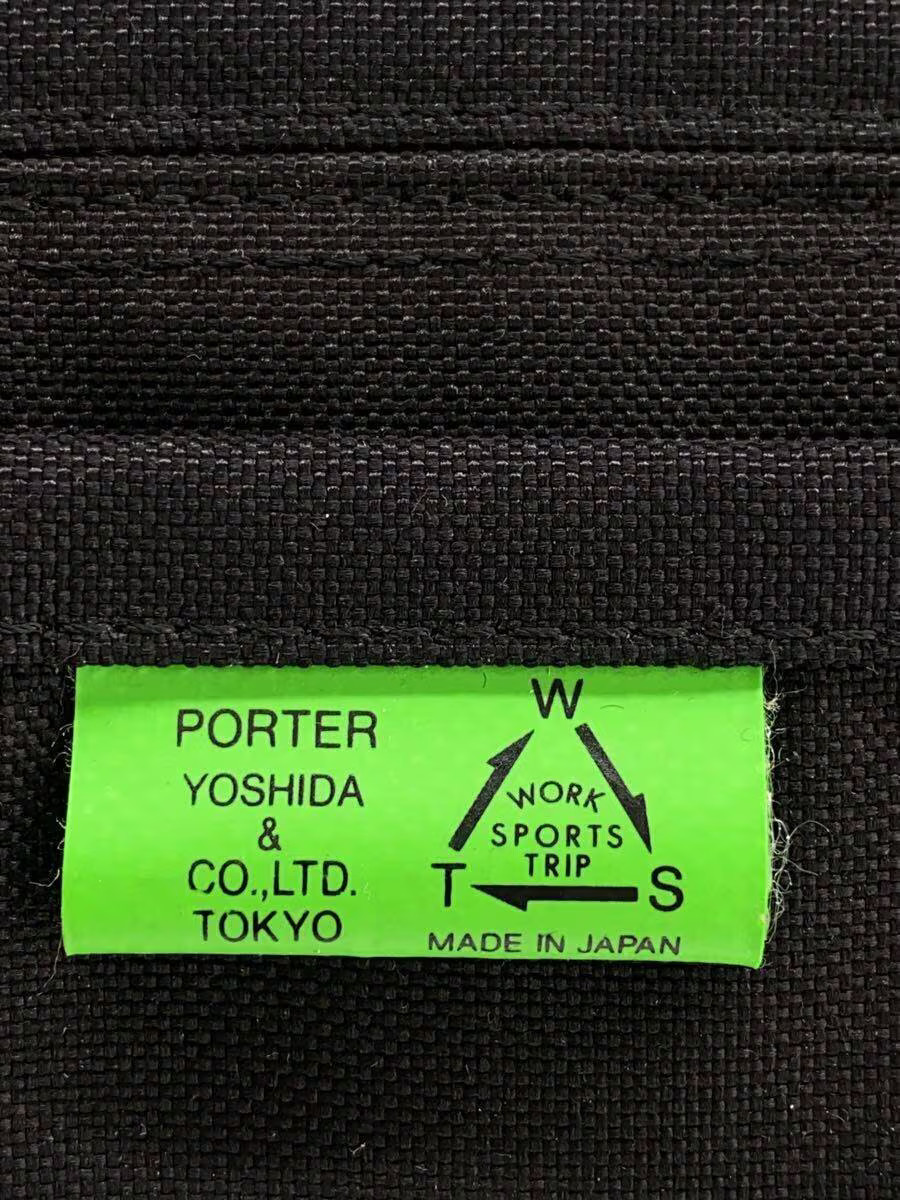 PORTER
YOSHIDA
&
CO.,LTD.
TOKYO
W
WORK
SPORTS
TRIP
T
S
MADE IN JAPAN